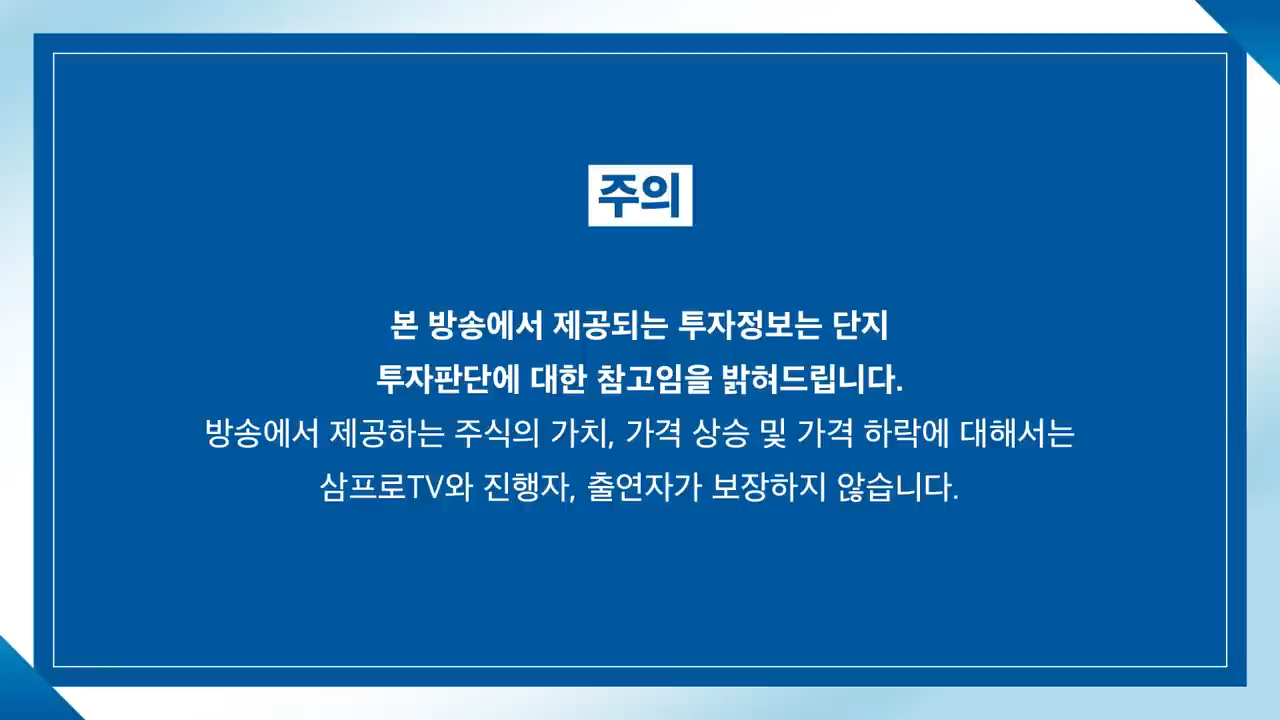 주의
본 방송에서 제공되는 투자정보는 단지
투자판단에 대한 참고임을 밝혀드립니다.
방송에서 제공하는 주식의 가치, 가격 상승 및 가격 하락에 대해서는
삼프로TV와 진행자, 출연자가 보장하지 않습니다.